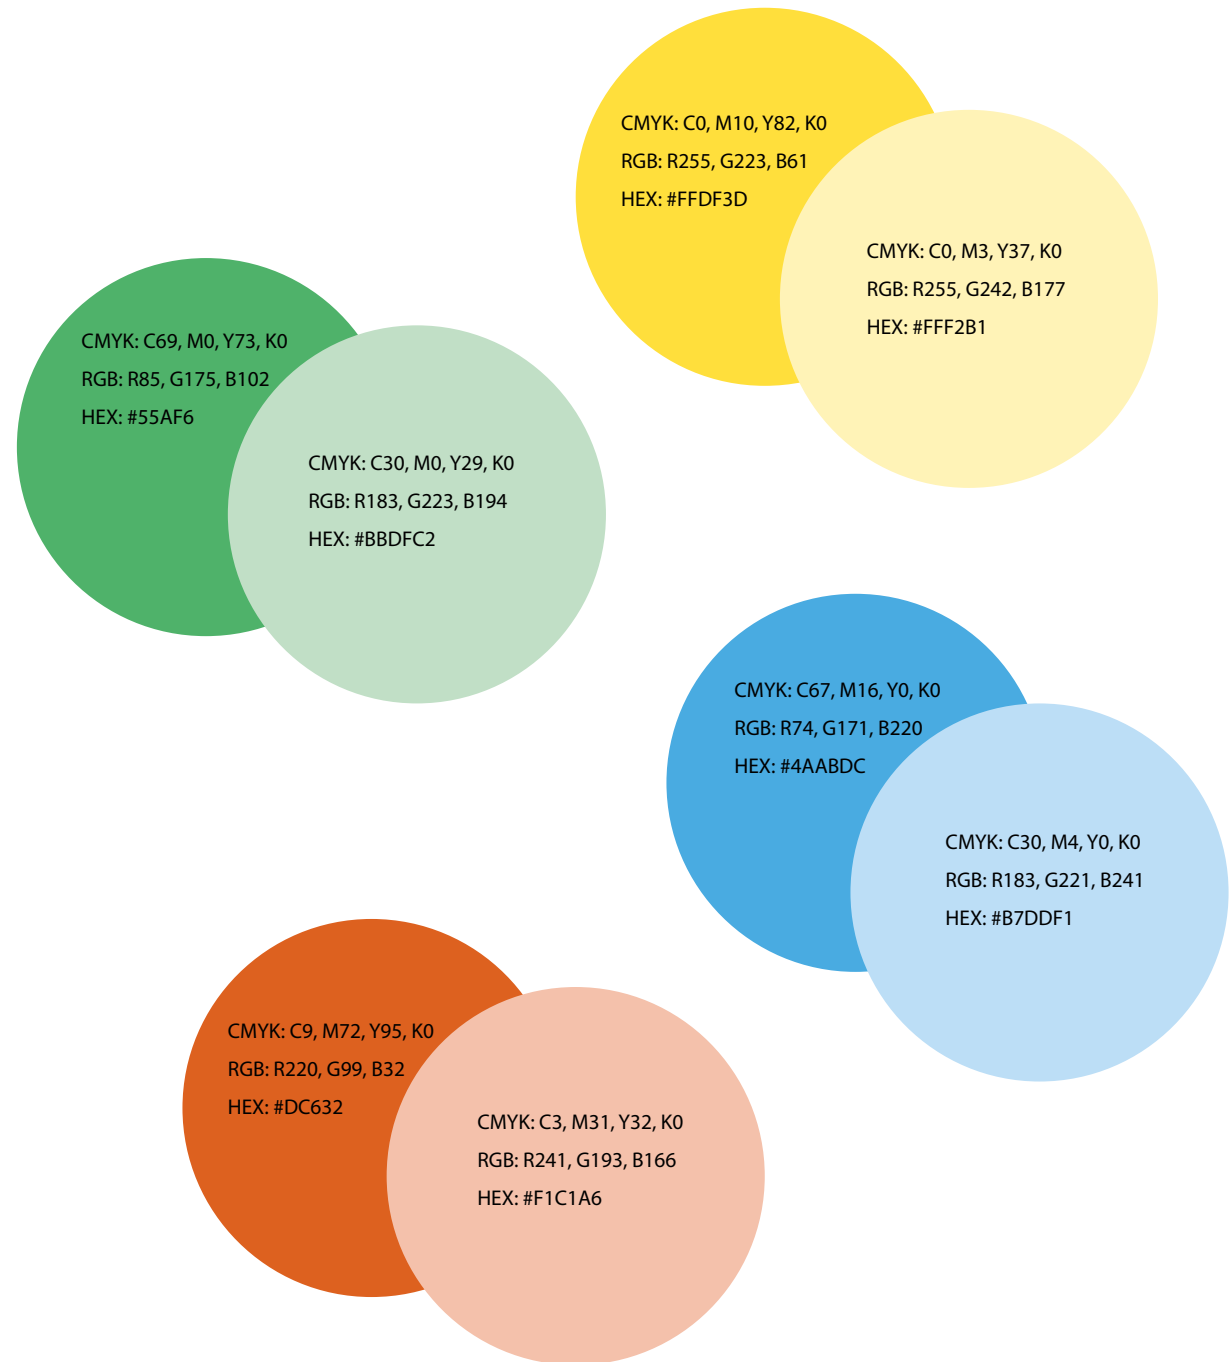 CMYK: C0, M10, Y82, K0
RGB: R255, G223, B61
HEX: #FFDF3D
CMYK: C0, M3, Y37, K0
RGB: R255, G242, B177
HEX: #FFF2B1
CMYK: C69, M0, Y73, K0
RGB: R85, G175, B102
HEX: #55AF6
CMYK: C30, M0, Y29, K0
RGB: R183, G223, B194
HEX: #BBDFC2
CMYK: C67, M16, Y0, K0
RGB: R74, G171, B220
HEX: #4AABDC
CMYK: C30, M4, Y0, K0
RGB: R183, G221, B241
HEX: #B7DDF1
CMYK: C9, M72, Y95, K0
RGB: R220, G99, B32
HEX: #DC632
CMYK: C3, M31, Y32, K0
RGB: R241, G193, B166
HEX: #F1C1A6